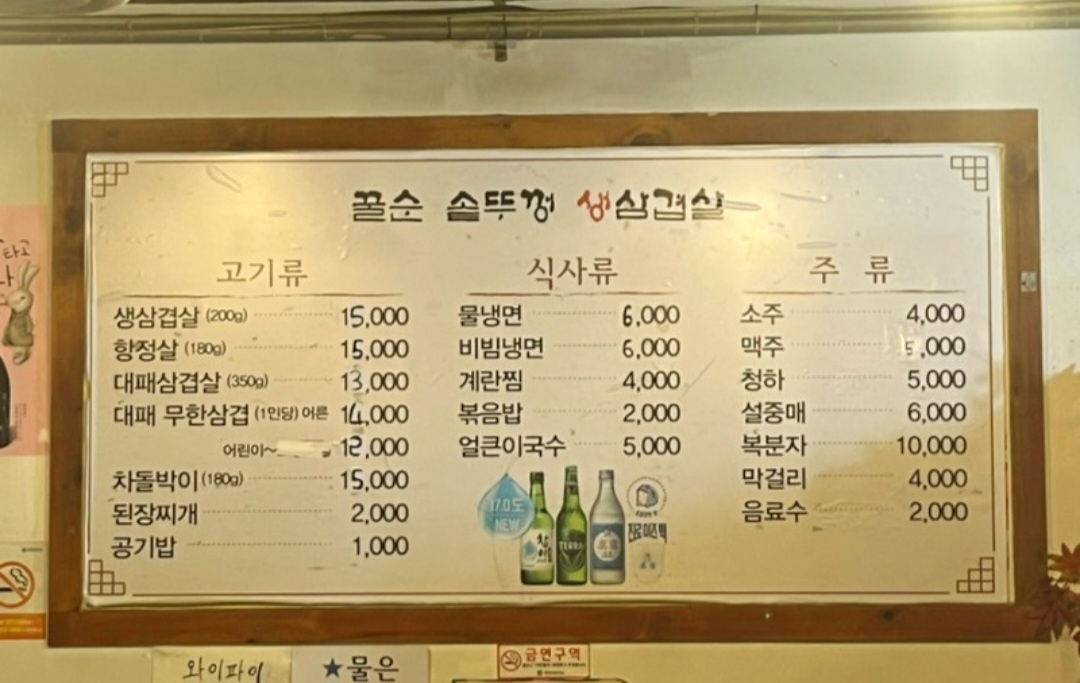 꿀순 솥뚜껑 생삼겹살
고기류
생삼겹살 (200g) 15,000
항정살 (180g) 15,000
대패삼겹살 (350g) 13,000
대패 무한삼겹 (1인당) 어른 14,000
어린이~ 12,000
차돌박이 (180g) 15,000
된장찌개 2,000
공기밥 1,000
식사류
물냉면 6,000
비빔냉면 6,000
계란찜 4,000
볶음밥 2,000
얼큰이국수 5,000
주 류
소주 4,000
맥주 5,000
청하 5,000
설중매 6,000
복분자 10,000
막걸리 4,000
음료수 2,000
17.0도
NEW
TERRA
와이파이
★물은
금연구역